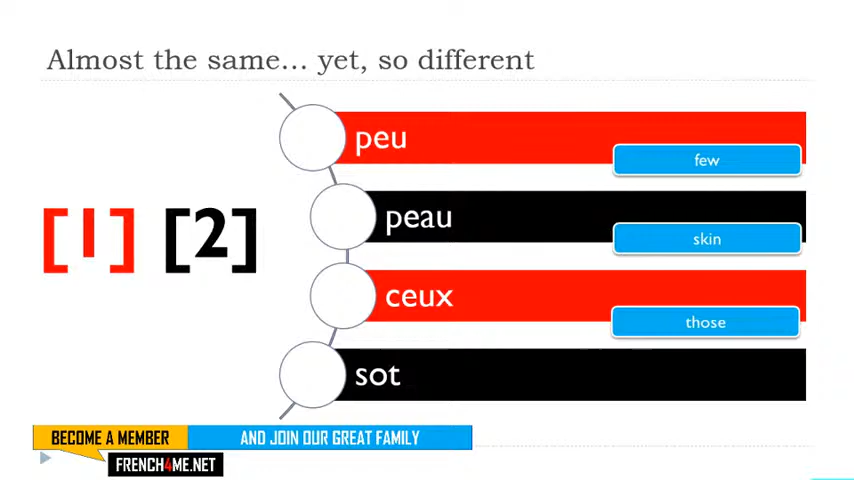 Almost the same... yet, so different
[1] [2]
peu
few
peau
skin
ceux
those
sot
BECOME A MEMBER
AND JOIN OUR GREAT FAMILY
FRENCH4ME.NET